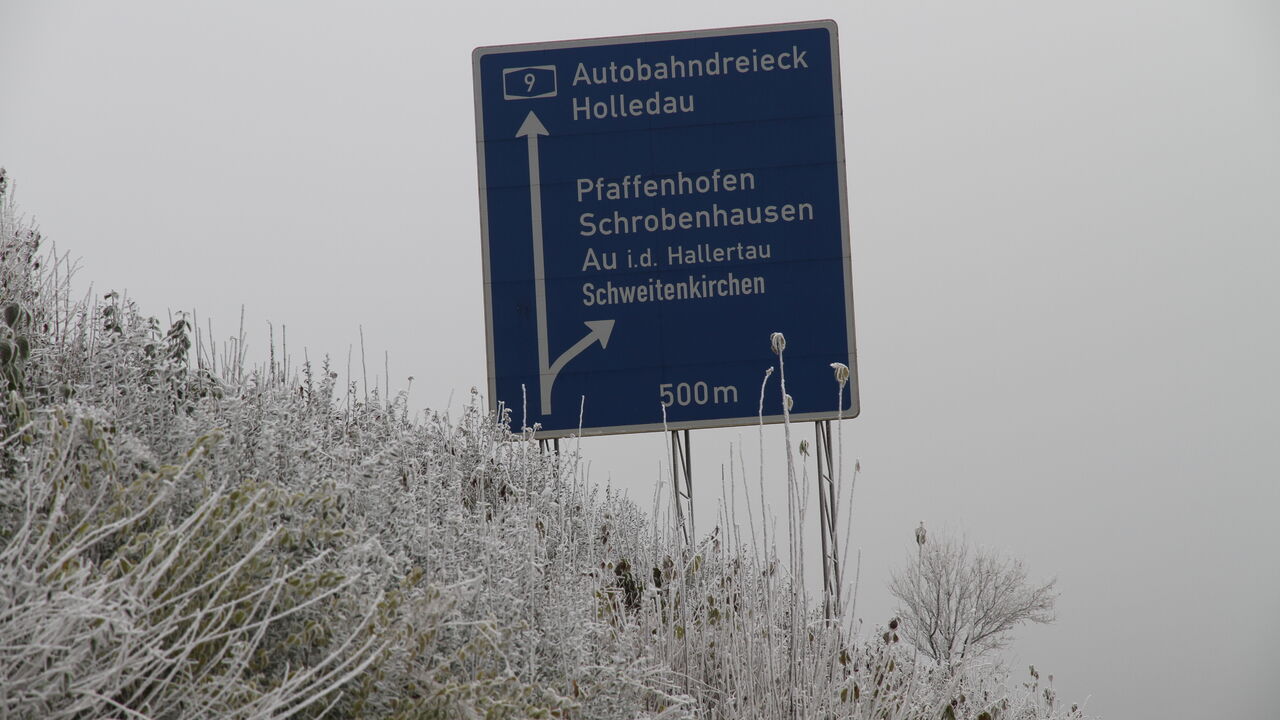 9
Autobahndreieck
Holledau
Pfaffenhofen
Schrobenhausen
Au i.d. Hallertau
Schweitenkirchen
500m